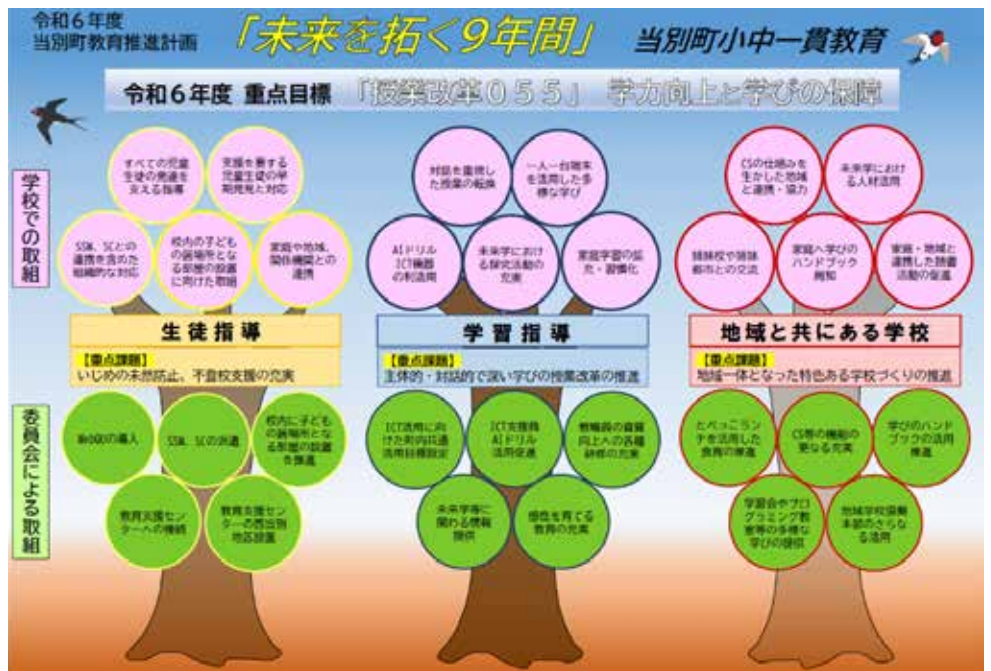 令和６年度
当別町教育推進計画
「未来を拓く９年間」
当別町小中一貫教育
令和６年度 重点目標 「授業改革０５５」 学力向上と学びの保障
学校での取組
すべての児童
生徒の発達を
支える指導
支援を要する
児童生徒の早
期発見と対応
SSW、SCとの
連携を含めた
組織的な対応
校内の子ども
の居場所とな
る部屋の設置
に向けた取組
家庭や地域、
関係機関との
連携
対話を重視し
た授業の転換
一人一台端末
を活用した多
様な学び
AIドリル
ICT機器
の利活用
未来学におけ
る探究活動の
充実
家庭学習の拡
充・習慣化
CSの仕組みを
生かした地域
と連携・協力
未来学におけ
る人材活用
姉妹校や姉妹
都市との交流
家庭へ学びの
ハンドブック
周知
家庭・地域と
連携した読書
活動の促進
生徒指導
【重点課題】
いじめの未然防止、不登校支援の充実
学習指導
【重点課題】
主体的・対話的で深い学びの授業改革の推進
地域と共にある学校
【重点課題】
地域一体となった特色ある学校づくりの推進
委員会による取組
WebQUの導入
SSW、SCの派遣
校内に子ども
の居場所とな
る部屋の設置
を推進
教育支援セン
ターへの機続
教育支援セン
ターの西当別
地区設置
ICT活用に向
けた町内共通
活用目標設定
ICT支援員
AIドリル
活用促進
教職員の資質
向上への各種
研修の充実
未来学等に
関わる情報
提供
感性を育てる
教育の充実
とべっこラン
チを活用した
食育の推進
CS等の機能の
更なる充実
学びのハンド
ブックの活用
推進
学習会やプロ
グラミング教
室等の多様な
学びの提供
地域学校協働
本部のさらな
る活用